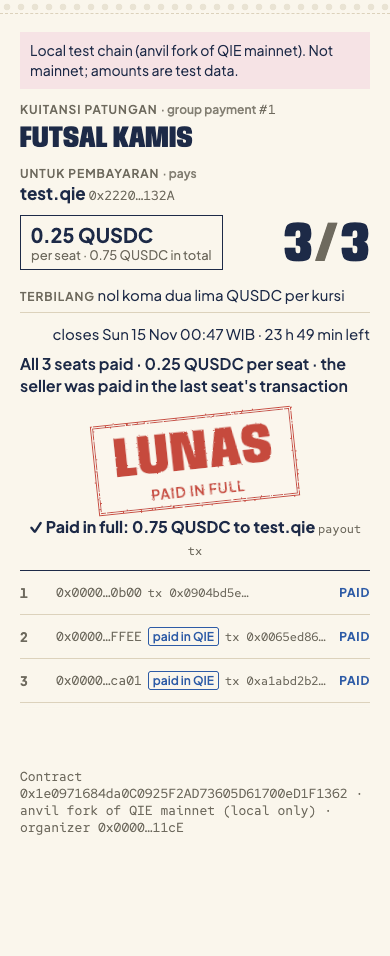 Local test chain (anvil fork of QIE mainnet). Not
mainnet; amounts are test data.
KUITANSI PATUNGAN · group payment #1
FUTSAL KAMIS
UNTUK PEMBAYARAN · pays
test.qie 0x2220…132A
0.25 QUSDC
per seat · 0.75 QUSDC in total
3/3
TERBILANG nol koma dua lima QUSDC per kursi
closes Sun 15 Nov 00:47 WIB · 23 h 49 min left
All 3 seats paid · 0.25 QUSDC per seat · the
seller was paid in the last seat's transaction
LUNAS
PAID IN FULL
✓ Paid in full: 0.75 QUSDC to test.qie payout
tx
1 0x0000…0b00 tx 0x0904bd5e… PAID
2 0x0000…FFEE paid in QIE tx 0x0065ed86… PAID
3 0x0000…ca01 paid in QIE tx 0xa1abd2b2… PAID
Contract
0x1e0971684da0C0925F2AD73605D61700eD1F1362 ·
anvil fork of QIE mainnet (local only) ·
organizer 0x0000…11cE